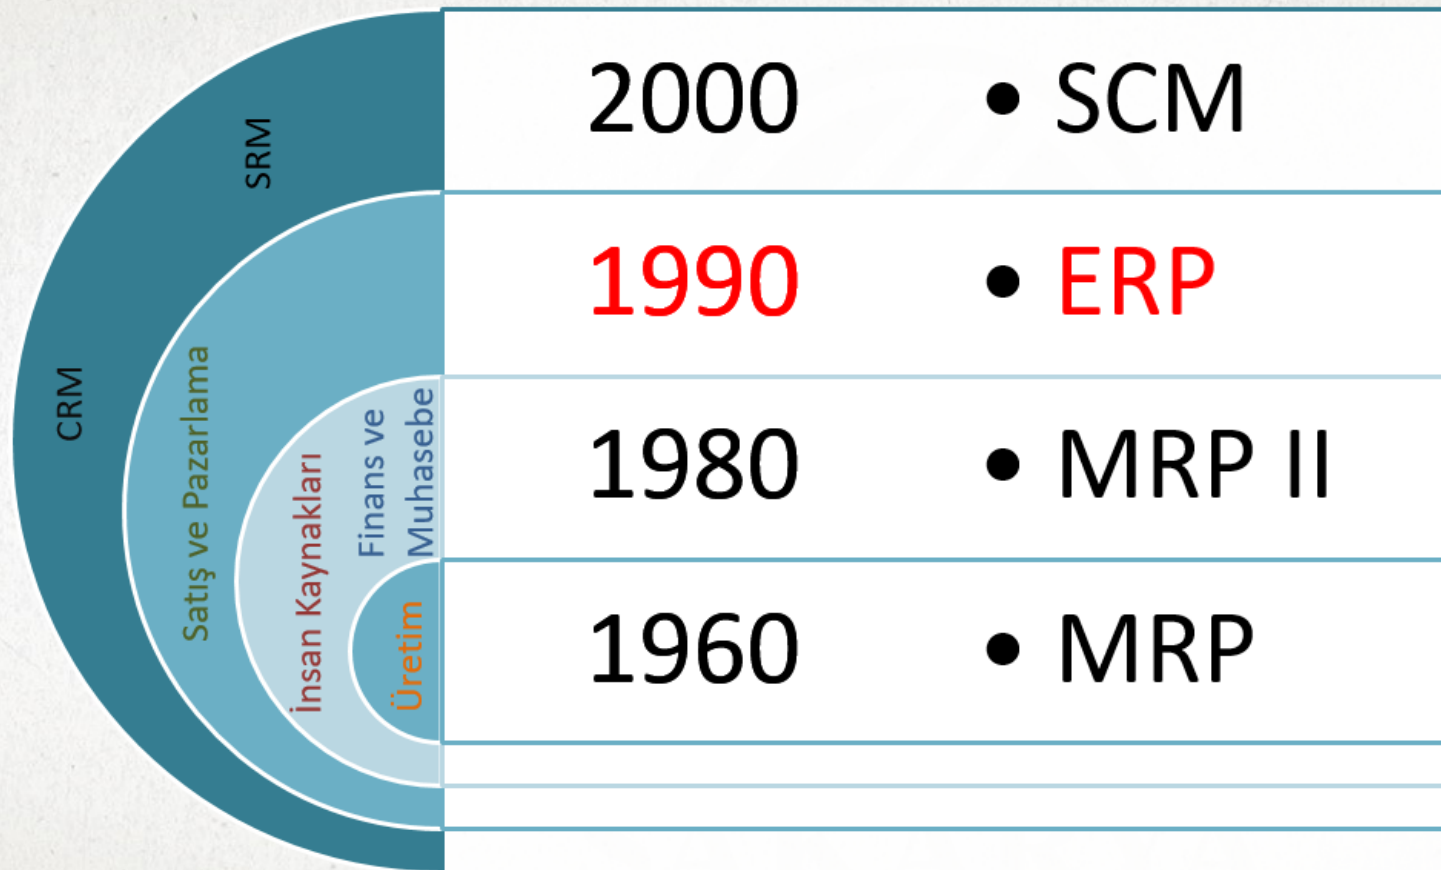 SRM
CRM
Satış ve Pazarlama
İnsan Kaynakları
Finans ve
Muhasebe
Üretim
2000 • SCM
1990 • ERP
1980 • MRP II
1960 • MRP